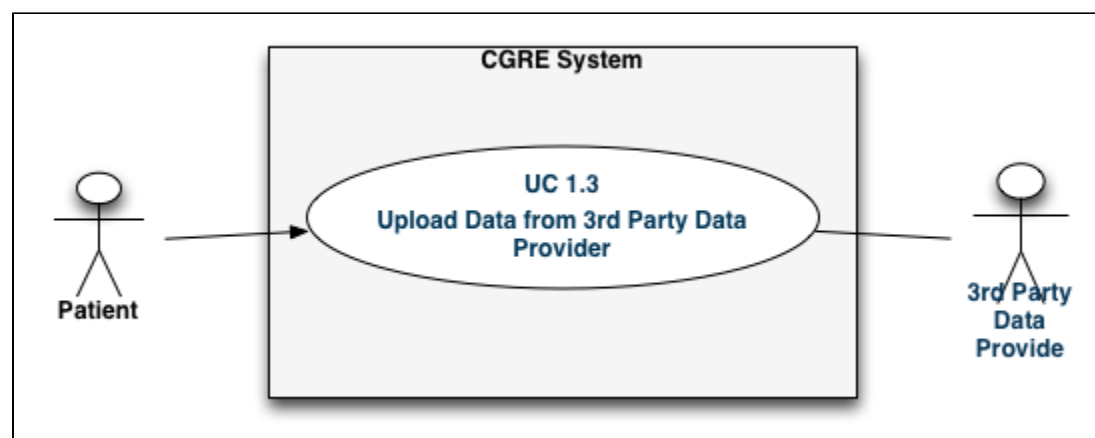 CGRE System
UC 1.3
Upload Data from 3rd Party Data
Provider
Patient
3rd Party
Data
Provide